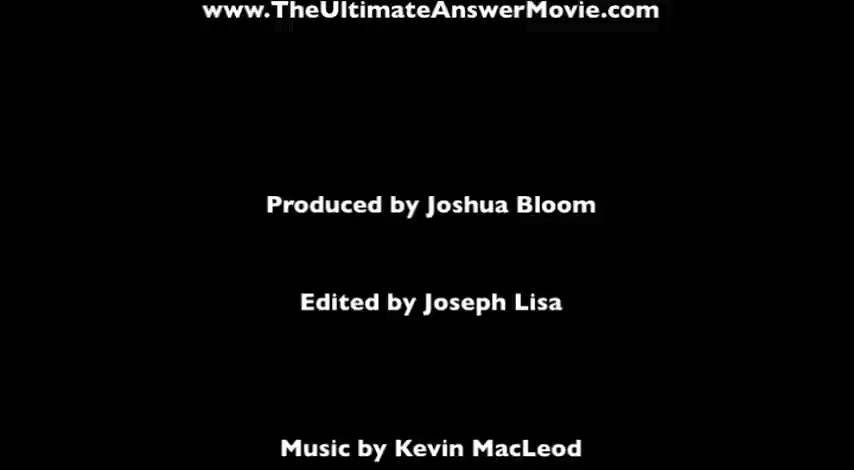 www.TheUltimateAnswerMovie.com
Produced by Joshua Bloom
Edited by Joseph Lisa
Music by Kevin MacLeod